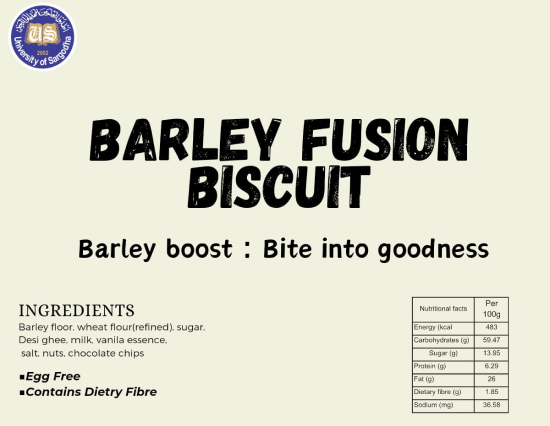 US
2002
University of Sargodha
BARLEY FUSION
BISCUIT
Barley boost : Bite into goodness
INGREDIENTS
Barley floor, wheat flour(refined), sugar,
Desi ghee, milk, vanila essence,
salt, nuts, chocolate chips
▪Egg Free
▪Contains Dietry Fibre
Nutritional facts Per 100g
Energy (kcal 483
Carbohydrates (g) 59.47
Sugar (g) 13.95
Protein (g) 6.29
Fat (g) 26
Dietary fibre (g) 1.85
Sodium (mg) 36.58